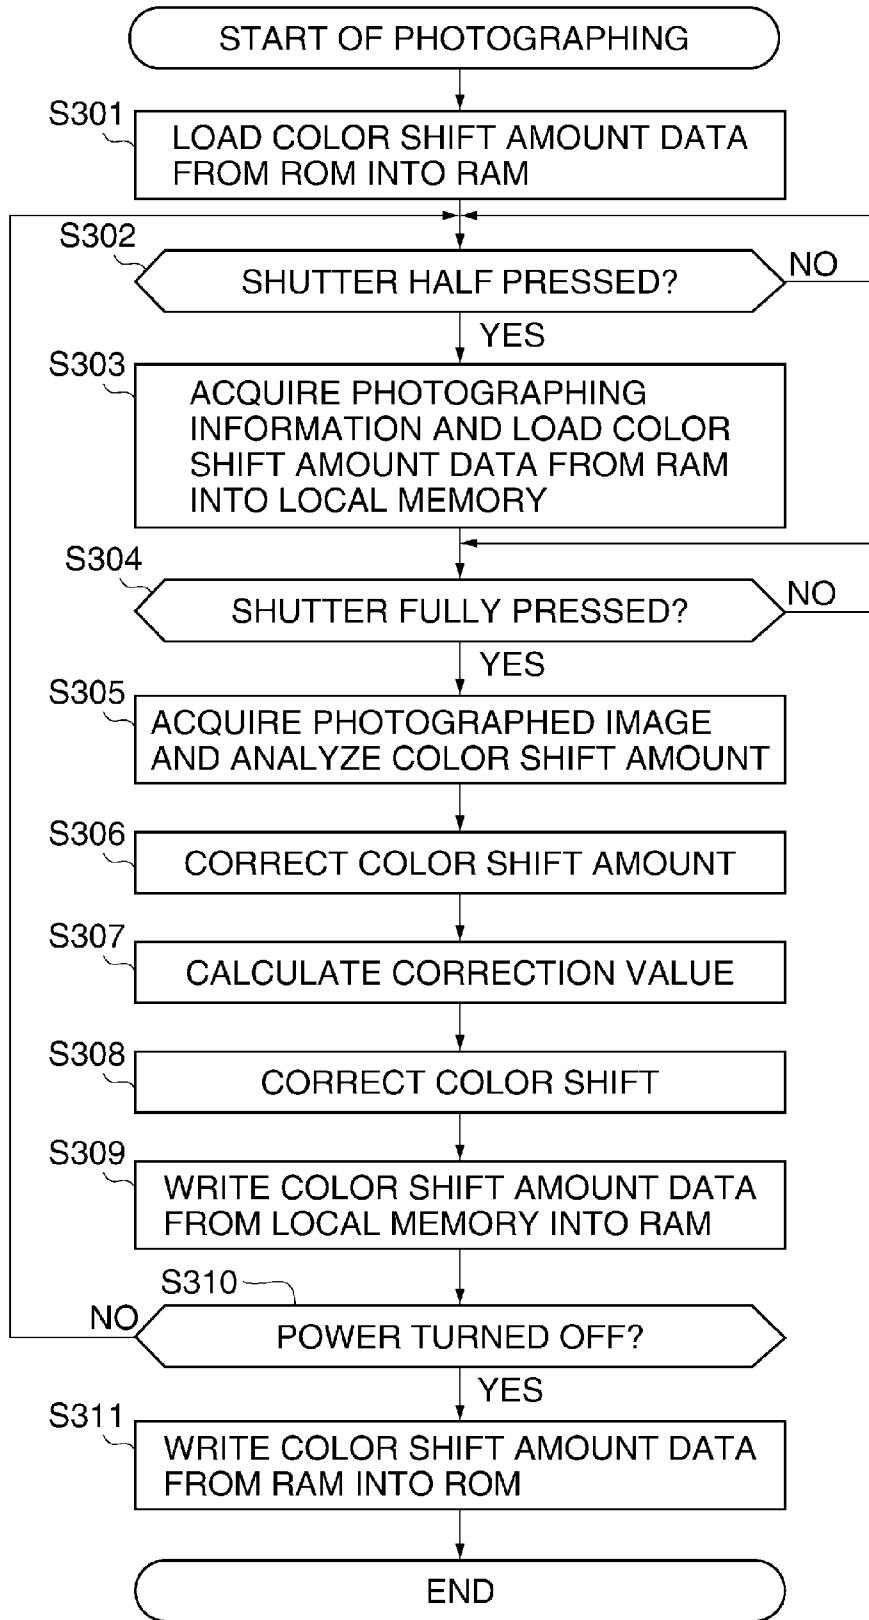 START OF PHOTOGRAPHING
S301
LOAD COLOR SHIFT AMOUNT DATA
FROM ROM INTO RAM
S302
SHUTTER HALF PRESSED?
NO
YES
S303
ACQUIRE PHOTOGRAPHING
INFORMATION AND LOAD COLOR
SHIFT AMOUNT DATA FROM RAM
INTO LOCAL MEMORY
S304
SHUTTER FULLY PRESSED?
NO
YES
S305
ACQUIRE PHOTOGRAPHED IMAGE
AND ANALYZE COLOR SHIFT AMOUNT
S306
CORRECT COLOR SHIFT AMOUNT
S307
CALCULATE CORRECTION VALUE
S308
CORRECT COLOR SHIFT
S309
WRITE COLOR SHIFT AMOUNT DATA
FROM LOCAL MEMORY INTO RAM
S310
NO
POWER TURNED OFF?
YES
S311
WRITE COLOR SHIFT AMOUNT DATA
FROM RAM INTO ROM
END